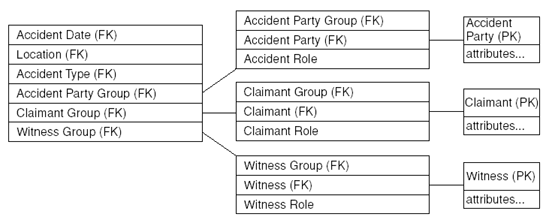 Accident Date (FK)
Location (FK)
Accident Type (FK)
Accident Party Group (FK)
Claimant Group (FK)
Witness Group (FK)
Accident Party Group (FK)
Accident Party (FK)
Accident Role
Claimant Group (FK)
Claimant (FK)
Claimant Role
Witness Group (FK)
Witness (FK)
Witness Role
Accident
Party (PK)
attributes...
Claimant (PK)
attributes...
Witness (PK)
attributes...